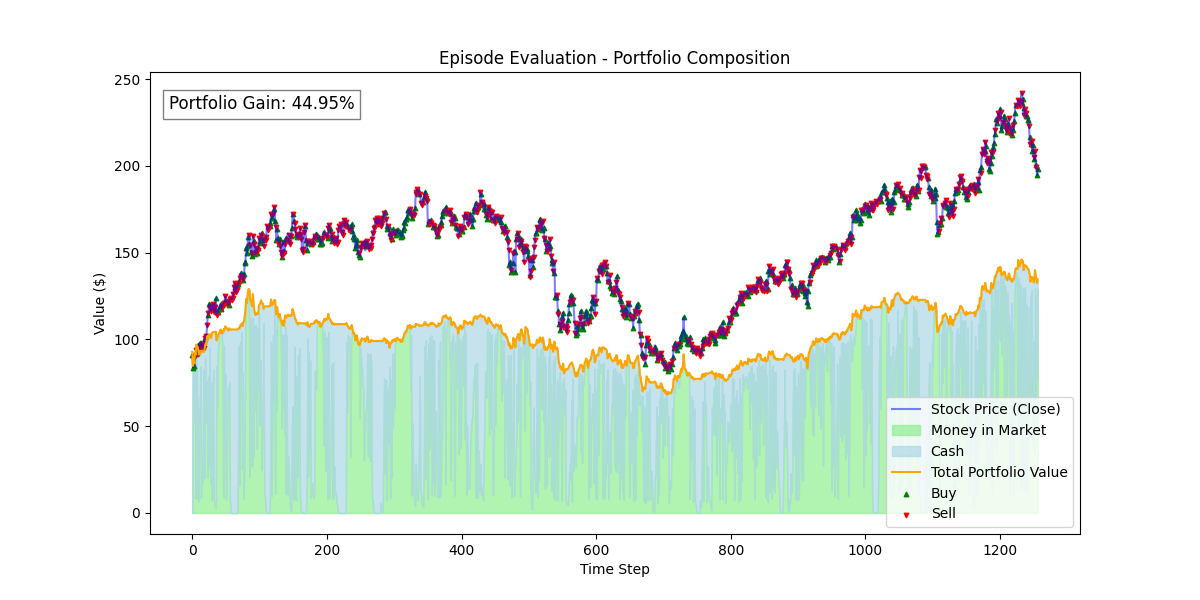 Episode Evaluation - Portfolio Composition
Portfolio Gain: 44.95%
Value ($)
250
200
150
100
50
0
Stock Price (Close)
Money in Market
Cash
Total Portfolio Value
Buy
Sell
0 200 400 600 800 1000 1200
Time Step